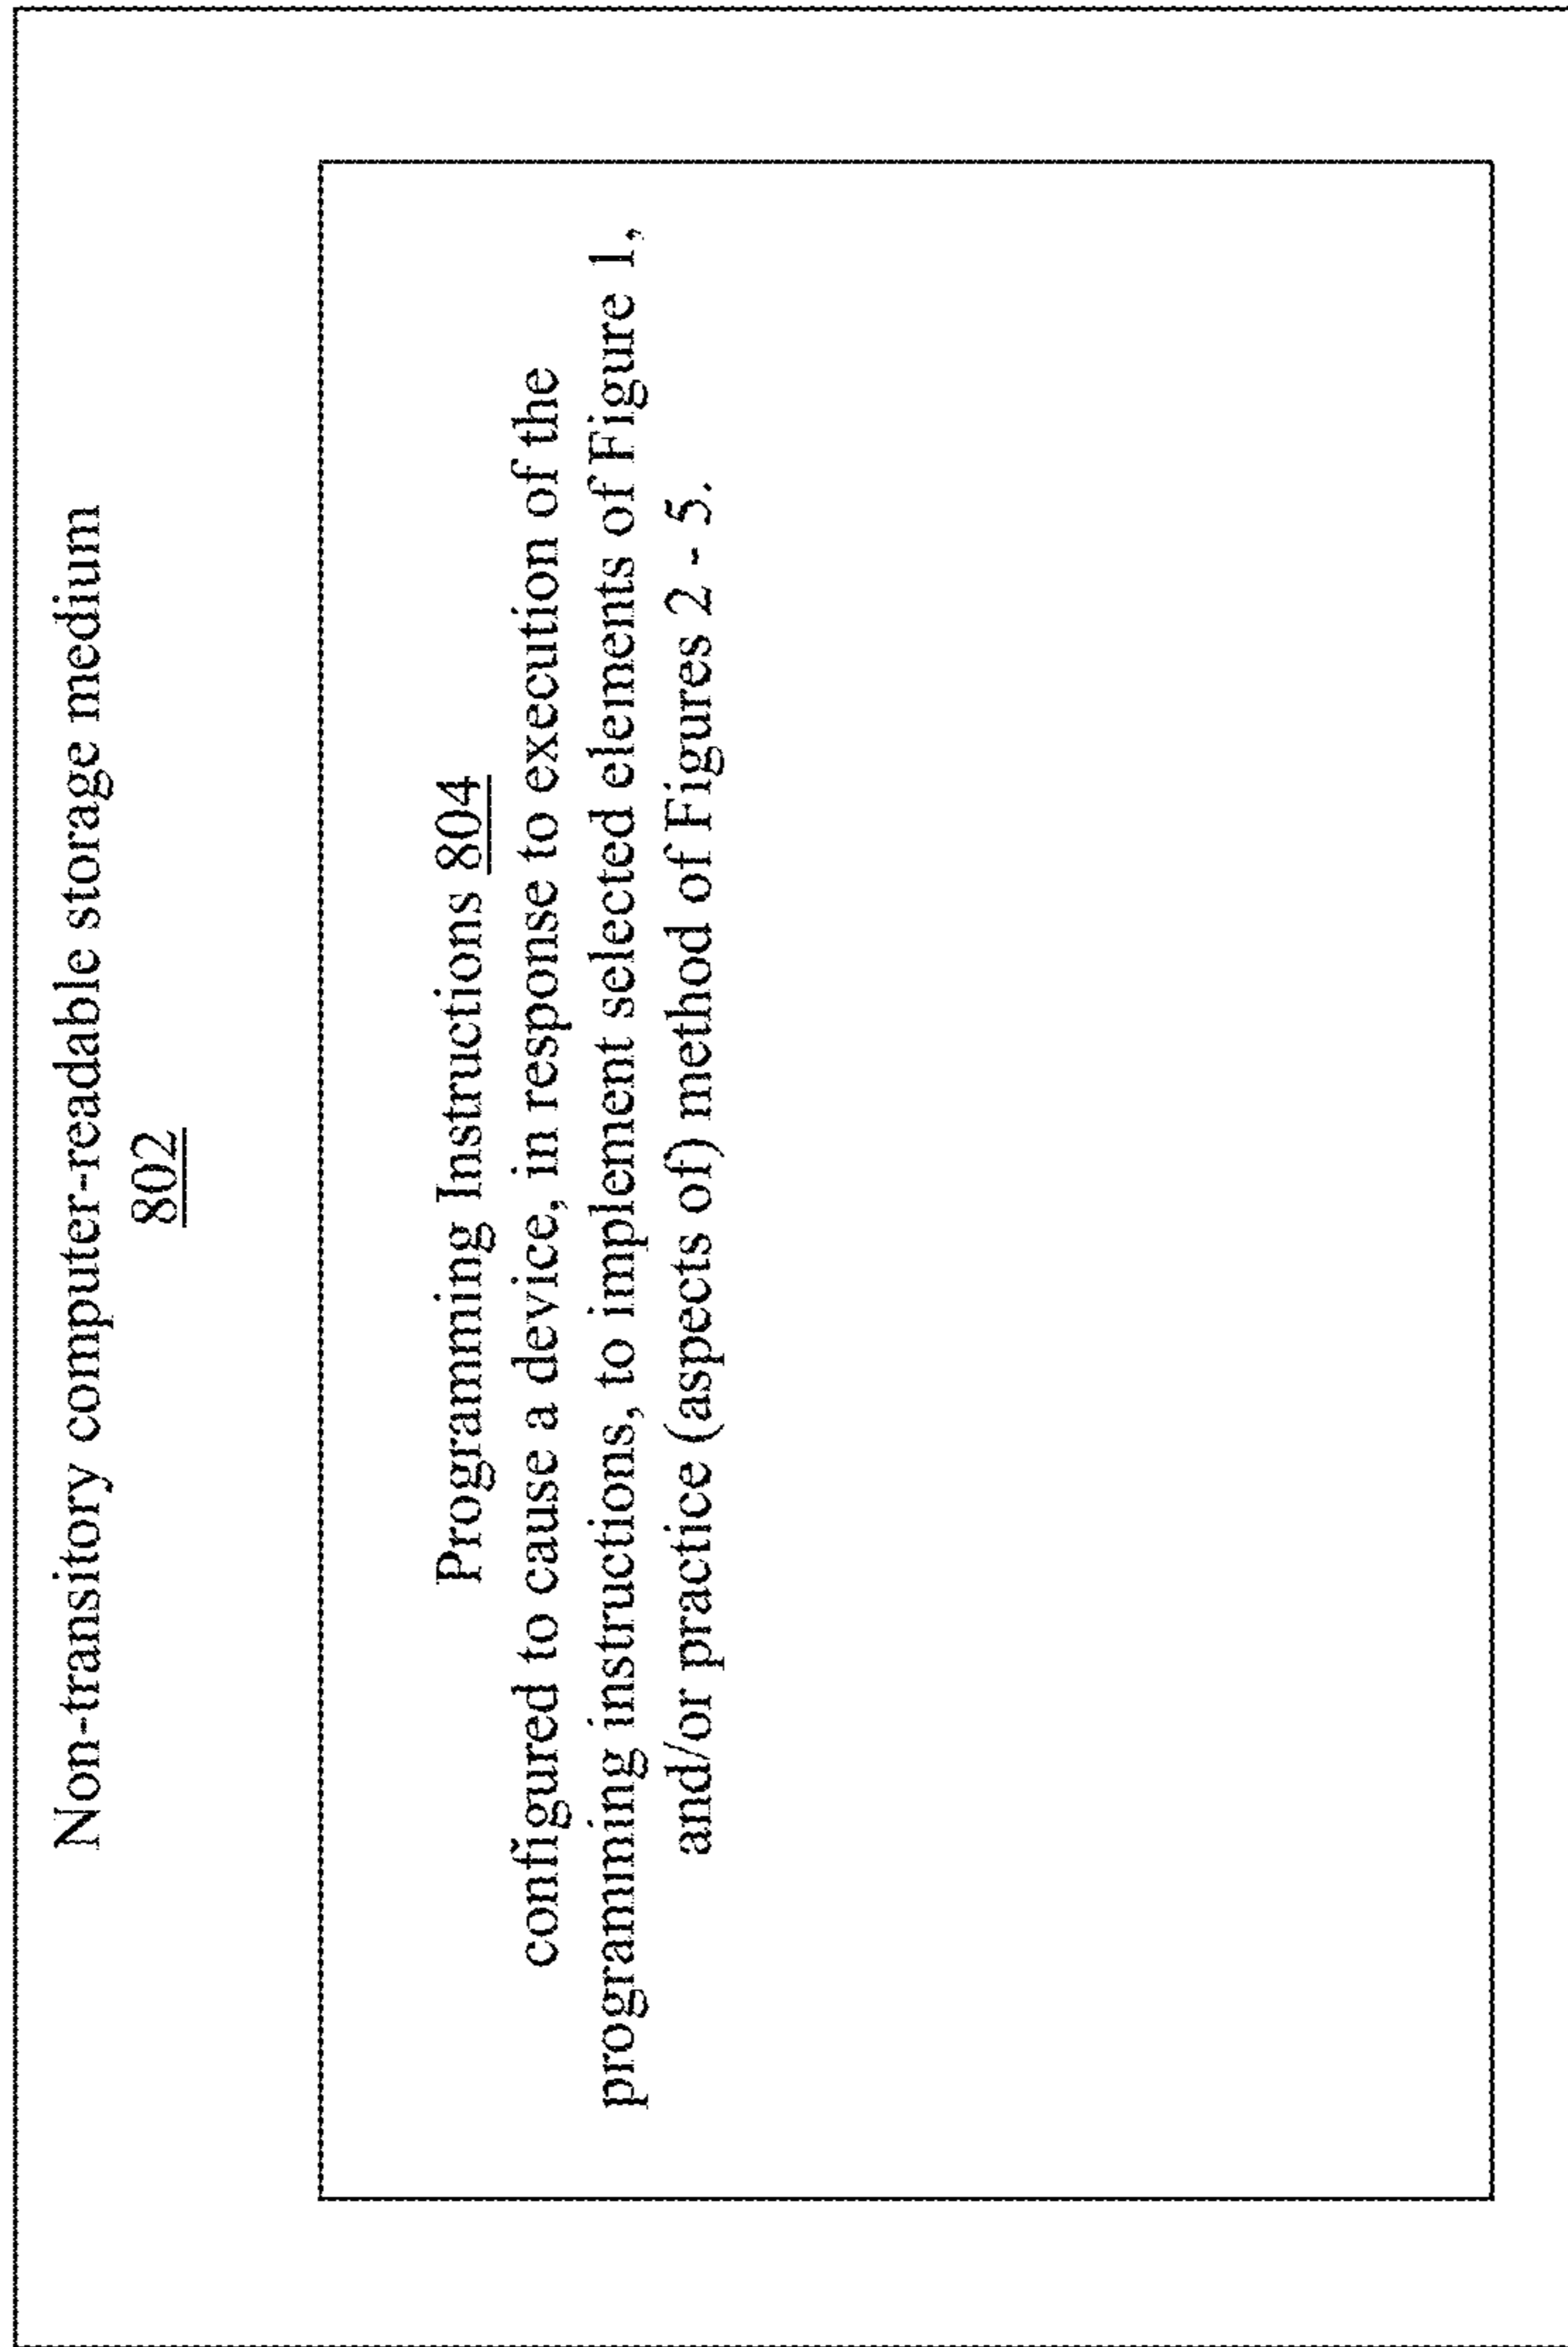 Non-transitory computer-readable storage medium
802
Programming Instructions 804
configured to cause a device, in response to execution of the
programming instructions, to implement selected elements of Figure 1,
and/or practice (aspects of) method of Figures 2 - 5.